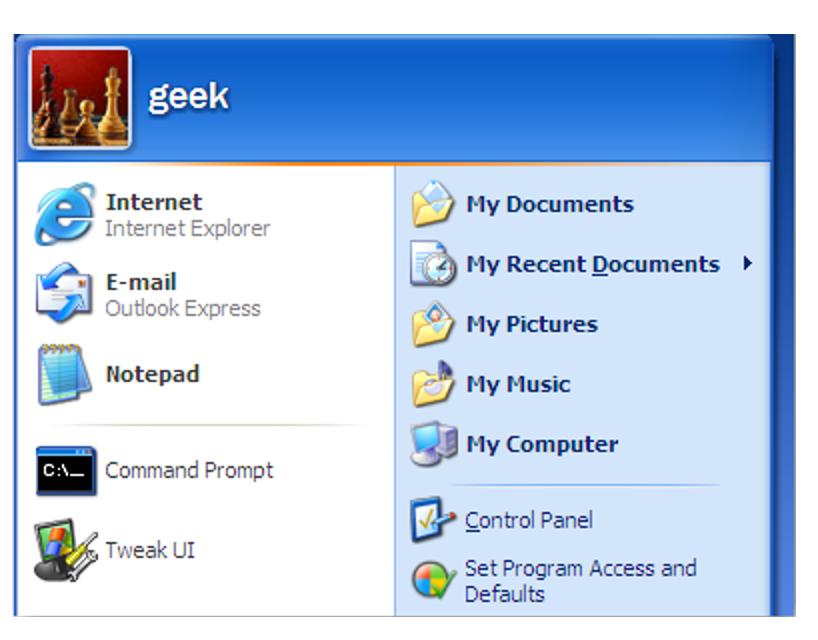 geek
Internet
Internet Explorer
E-mail
Outlook Express
Notepad
C:\_
Command Prompt
Tweak UI
My Documents
My Recent Documents
My Pictures
My Music
My Computer
Control Panel
Set Program Access and
Defaults